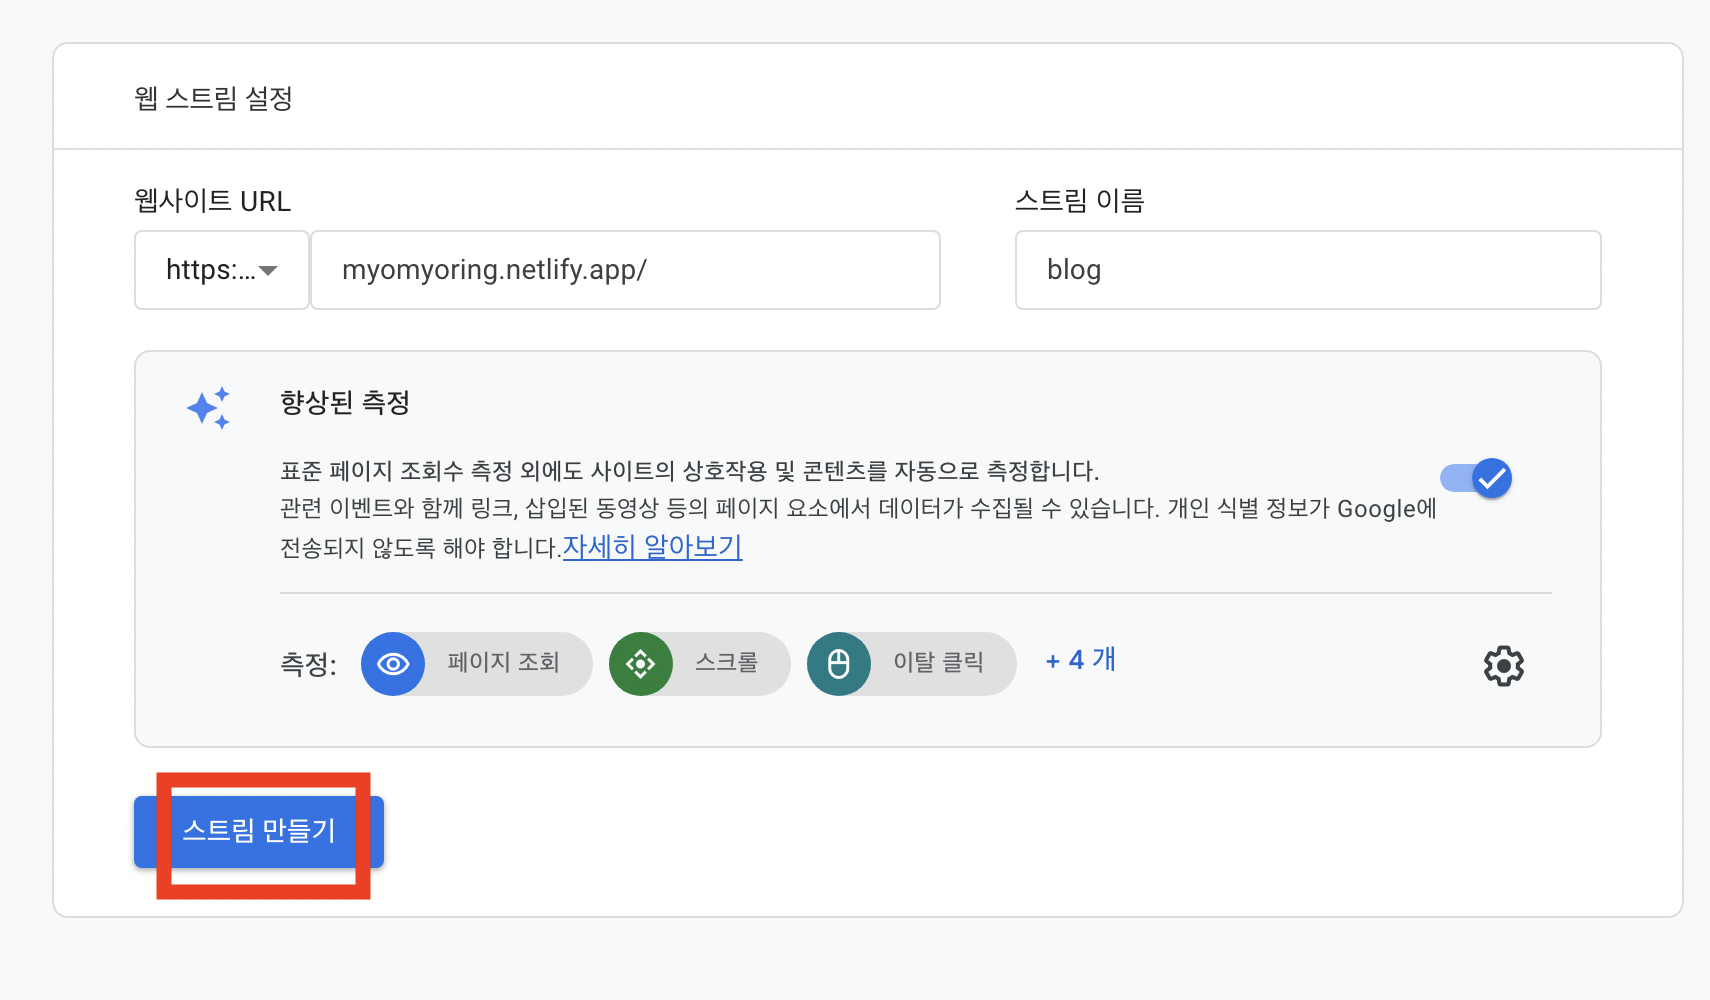 웹 스트림 설정
웹사이트 URL
스트림 이름
https:...
myomyoring.netlify.app/
blog
향상된 측정
표준 페이지 조회수 측정 외에도 사이트의 상호작용 및 콘텐츠를 자동으로 측정합니다.
관련 이벤트와 함께 링크, 삽입된 동영상 등의 페이지 요소에서 데이터가 수집될 수 있습니다. 개인 식별 정보가 Google에
전송되지 않도록 해야 합니다.자세히 알아보기
측정: 페이지 조회 스크롤 이탈 클릭 + 4 개
스트림 만들기